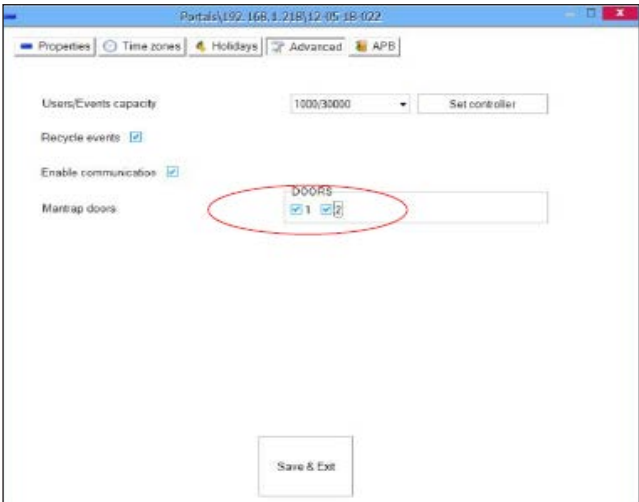 Portals\192.168.1.218\12-05-18-022
Properties Time zones Holidays Advanced APB
Users/Events capacity 1000/30000 Set controller
Recycle events
Enable communication
DOORS
Mantrap doors 1 2
Save & Exit